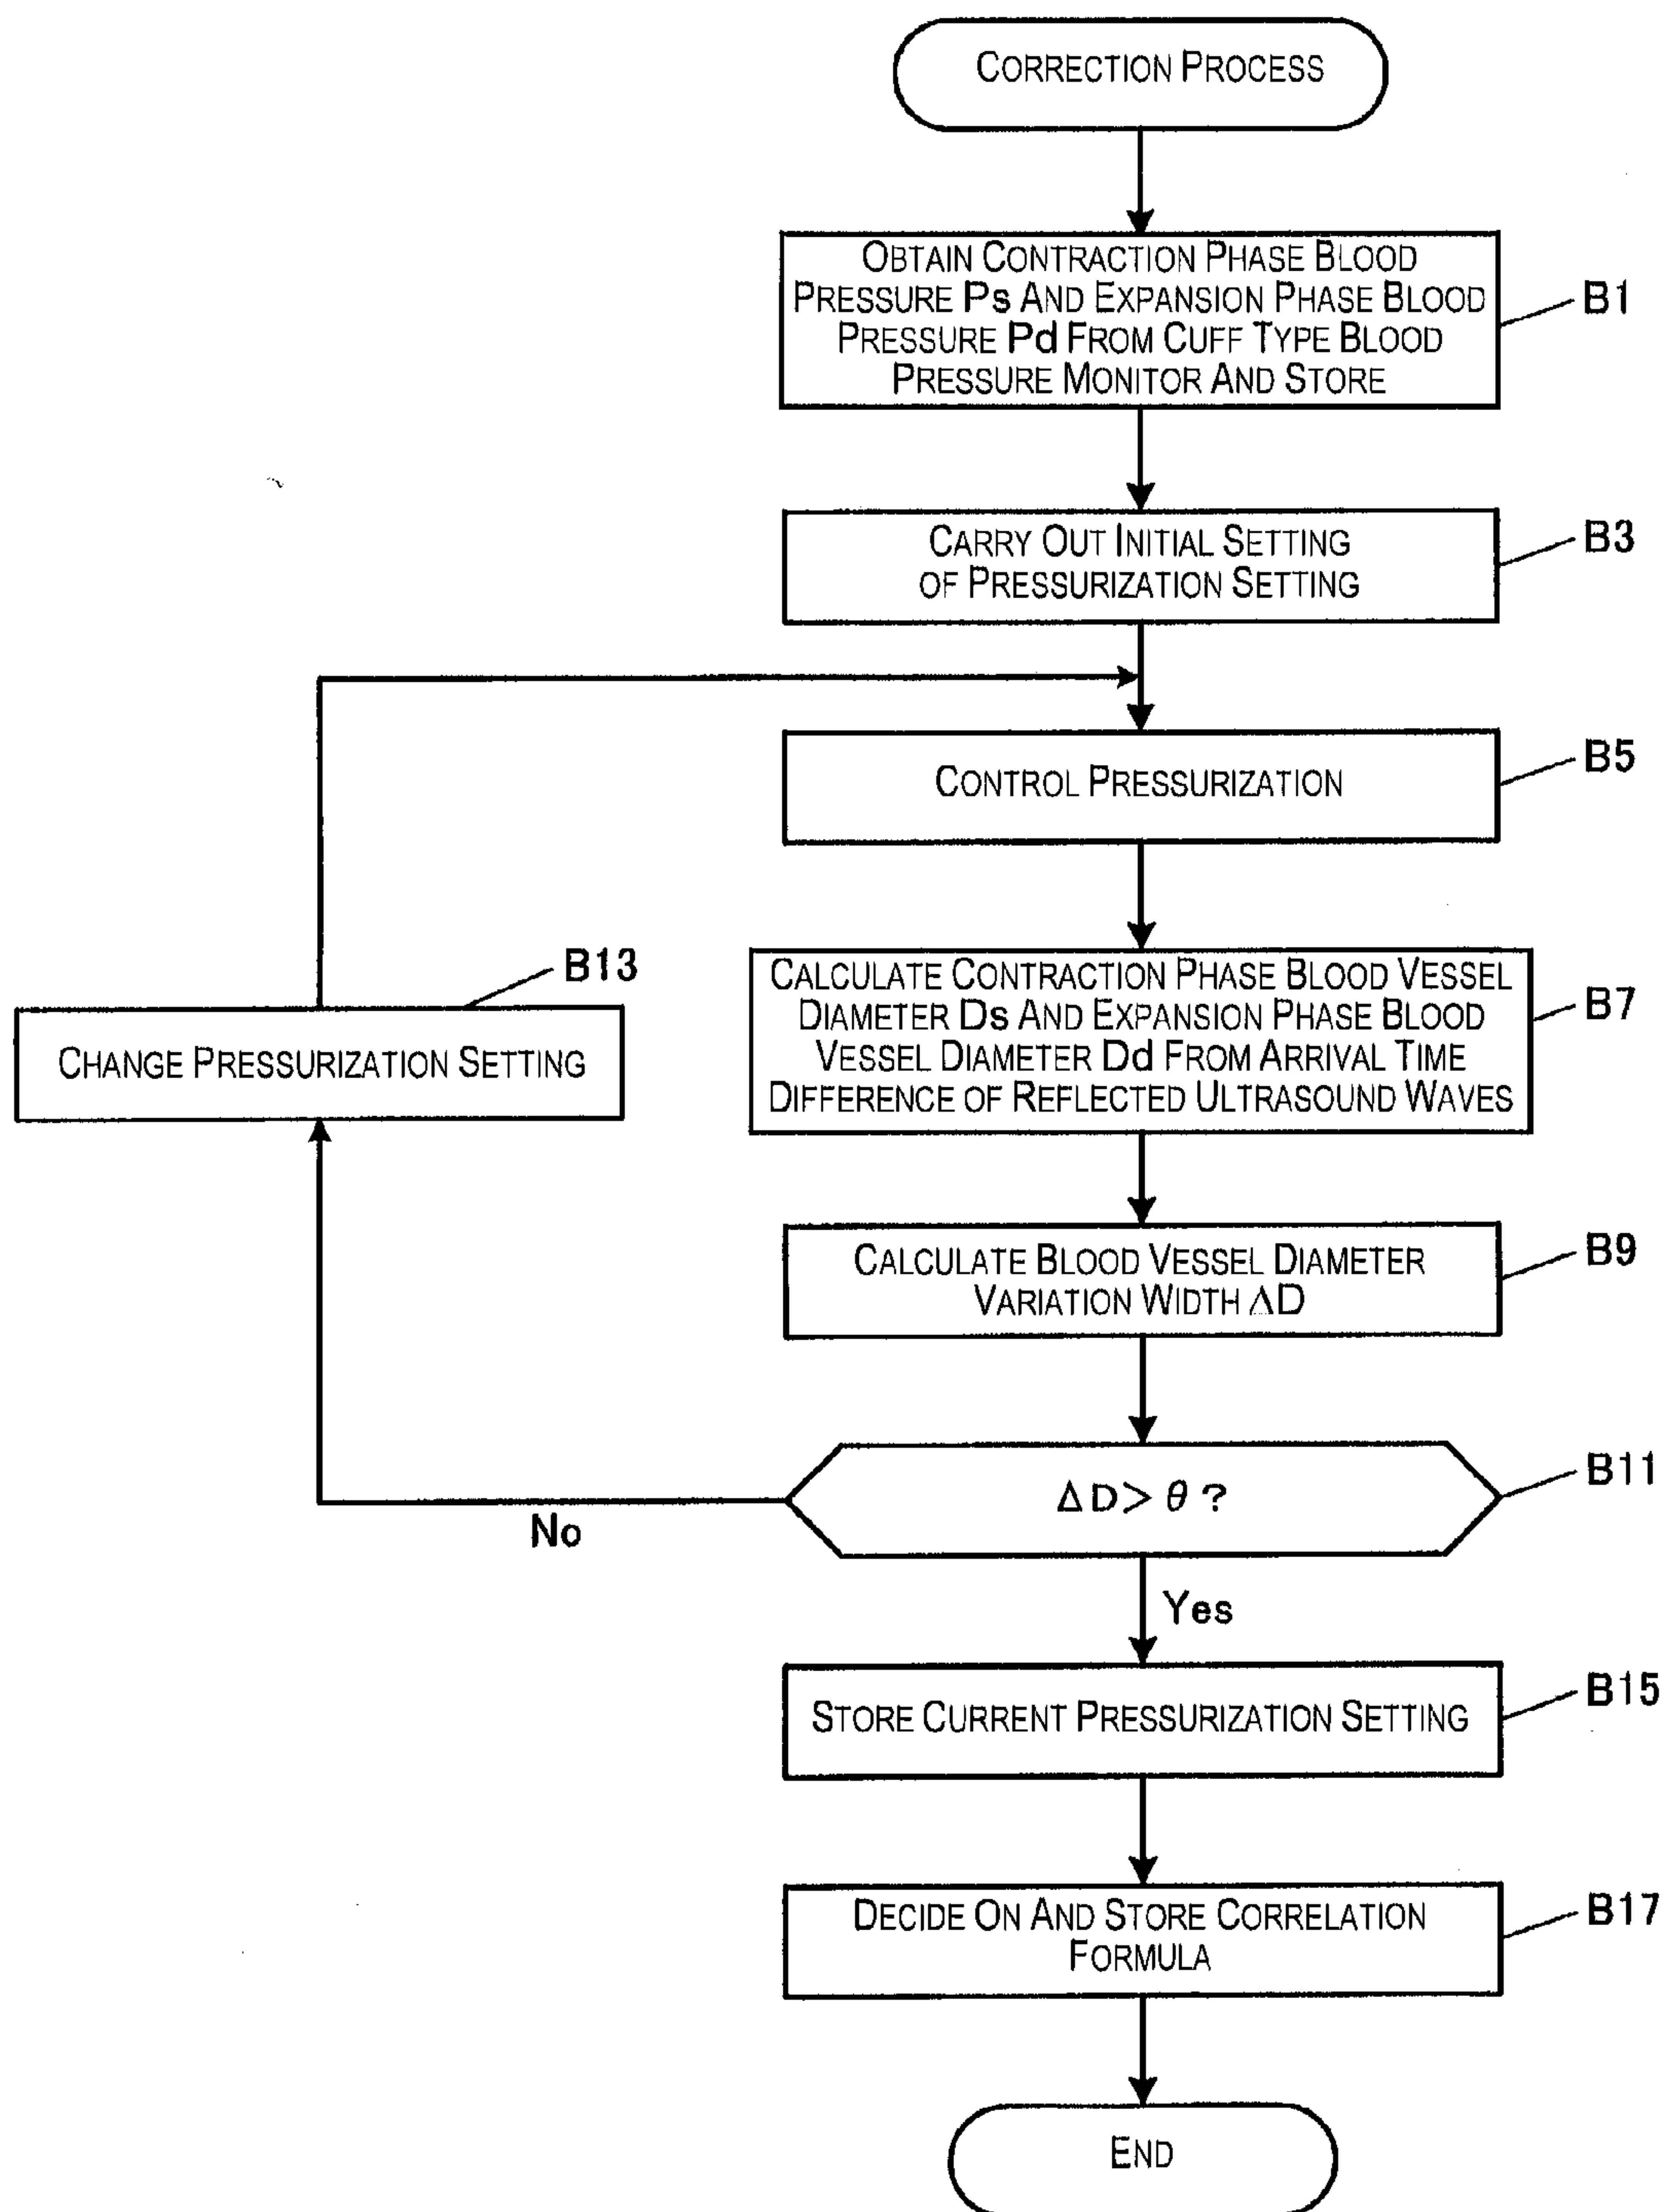 CORRECTION PROCESS
OBTAIN CONTRACTION PHASE BLOOD
PRESSURE Ps AND EXPANSION PHASE BLOOD
PRESSURE Pd FROM CUFF TYPE BLOOD
PRESSURE MONITOR AND STORE
B1
CARRY OUT INITIAL SETTING
OF PRESSURIZATION SETTING
B3
CONTROL PRESSURIZATION
B5
CALCULATE CONTRACTION PHASE BLOOD VESSEL
DIAMETER Ds AND EXPANSION PHASE BLOOD
VESSEL DIAMETER Dd FROM ARRIVAL TIME
DIFFERENCE OF REFLECTED ULTRASOUND WAVES
B7
B13
CHANGE PRESSURIZATION SETTING
CALCULATE BLOOD VESSEL DIAMETER
VARIATION WIDTH ΔD
B9
ΔD>θ?
B11
No
Yes
STORE CURRENT PRESSURIZATION SETTING
B15
DECIDE ON AND STORE CORRELATION
FORMULA
B17
END